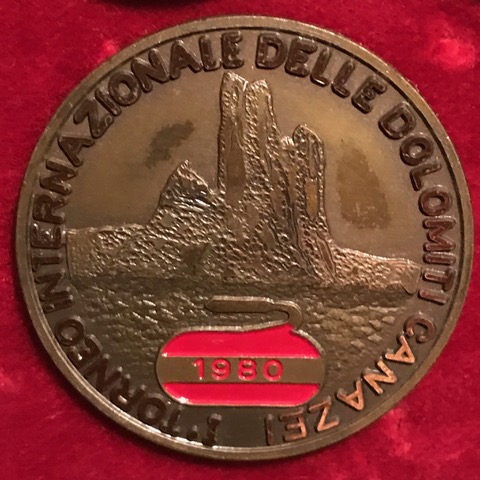 1° TORNEO INTERNAZIONALE DELLE DOLOMITI CANAZEI
1980